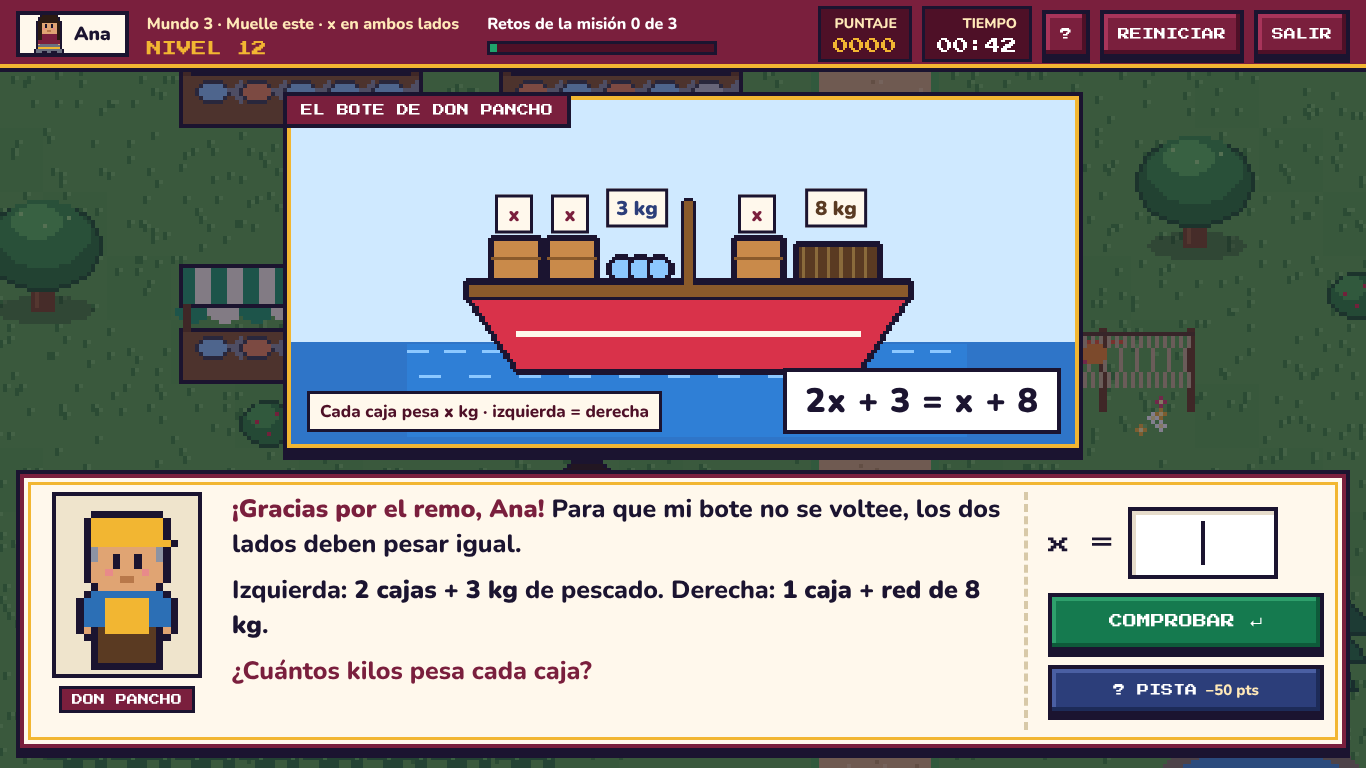 Ana
Mundo 3 · Muelle este · x en ambos lados
NIVEL 12
Retos de la misión 0 de 3
PUNTAJE
0000
TIEMPO
00:42
?
REINICIAR
SALIR
EL BOTE DE DON PANCHO
x
x
3 kg
x
8 kg
Cada caja pesa x kg · izquierda = derecha
2x + 3 = x + 8
¡Gracias por el remo, Ana! Para que mi bote no se voltee, los dos
lados deben pesar igual.
Izquierda: 2 cajas + 3 kg de pescado. Derecha: 1 caja + red de 8
kg.
¿Cuántos kilos pesa cada caja?
DON PANCHO
x =
COMPROBAR ↵
? PISTA −50 pts